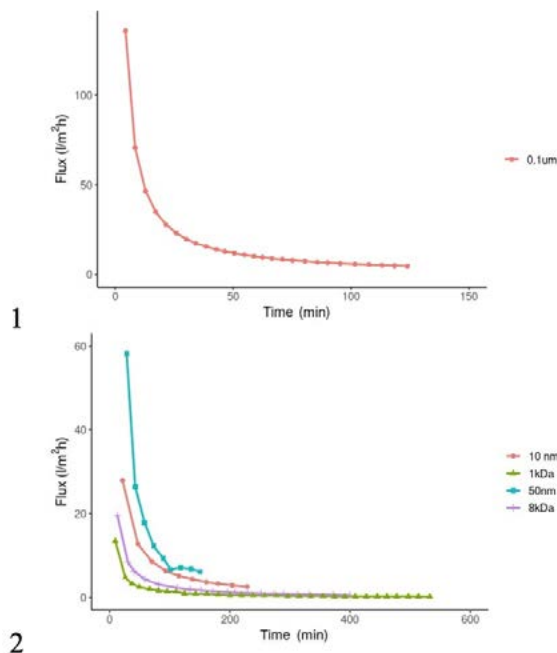 100
50
0
Flux (l/m²h)
0.1um
0 50 100 150
Time (min)
1
60
40
20
0
Flux (l/m²h)
10 nm
1kDa
50nm
8kDa
0 200 400 600
Time (min)
2